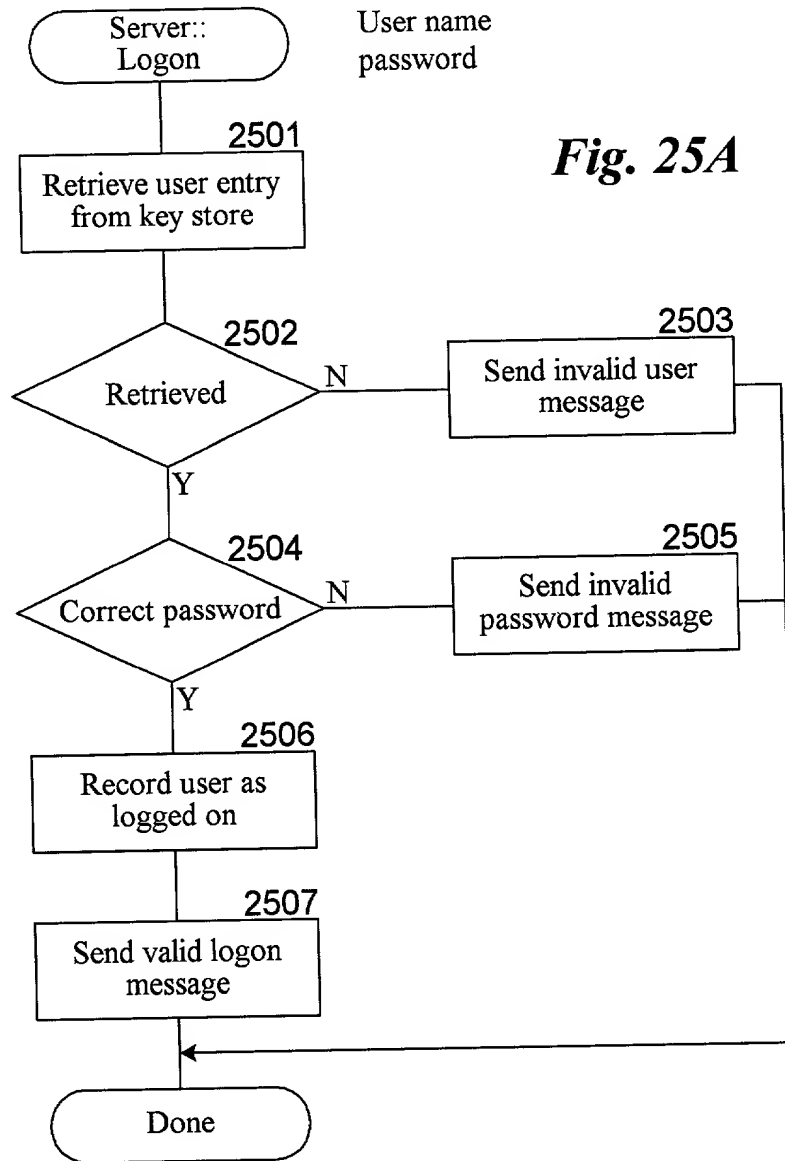 Server::
Logon
User name
password
Fig. 25A
2501
Retrieve user entry
from key store
2502
Retrieved
N
Y
2503
Send invalid user
message
2504
Correct password
N
Y
2505
Send invalid
password message
2506
Record user as
logged on
2507
Send valid logon
message
Done